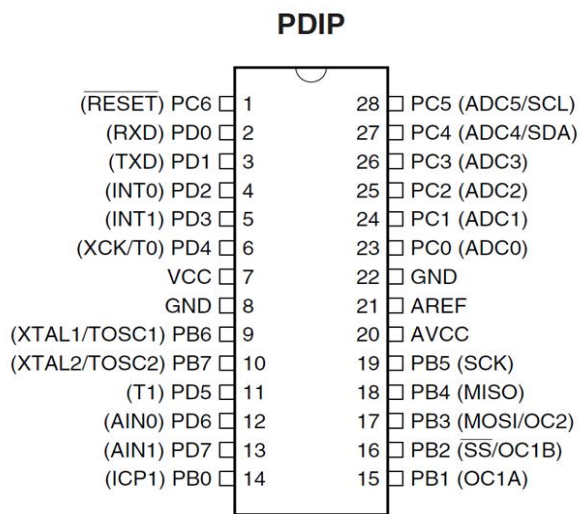 PDIP
(RESET) PC6 1 28 PC5 (ADC5/SCL)
(RXD) PD0 2 27 PC4 (ADC4/SDA)
(TXD) PD1 3 26 PC3 (ADC3)
(INT0) PD2 4 25 PC2 (ADC2)
(INT1) PD3 5 24 PC1 (ADC1)
(XCK/T0) PD4 6 23 PC0 (ADC0)
VCC 7 22 GND
GND 8 21 AREF
(XTAL1/TOSC1) PB6 9 20 AVCC
(XTAL2/TOSC2) PB7 10 19 PB5 (SCK)
(T1) PD5 11 18 PB4 (MISO)
(AIN0) PD6 12 17 PB3 (MOSI/OC2)
(AIN1) PD7 13 16 PB2 (SS/OC1B)
(ICP1) PB0 14 15 PB1 (OC1A)